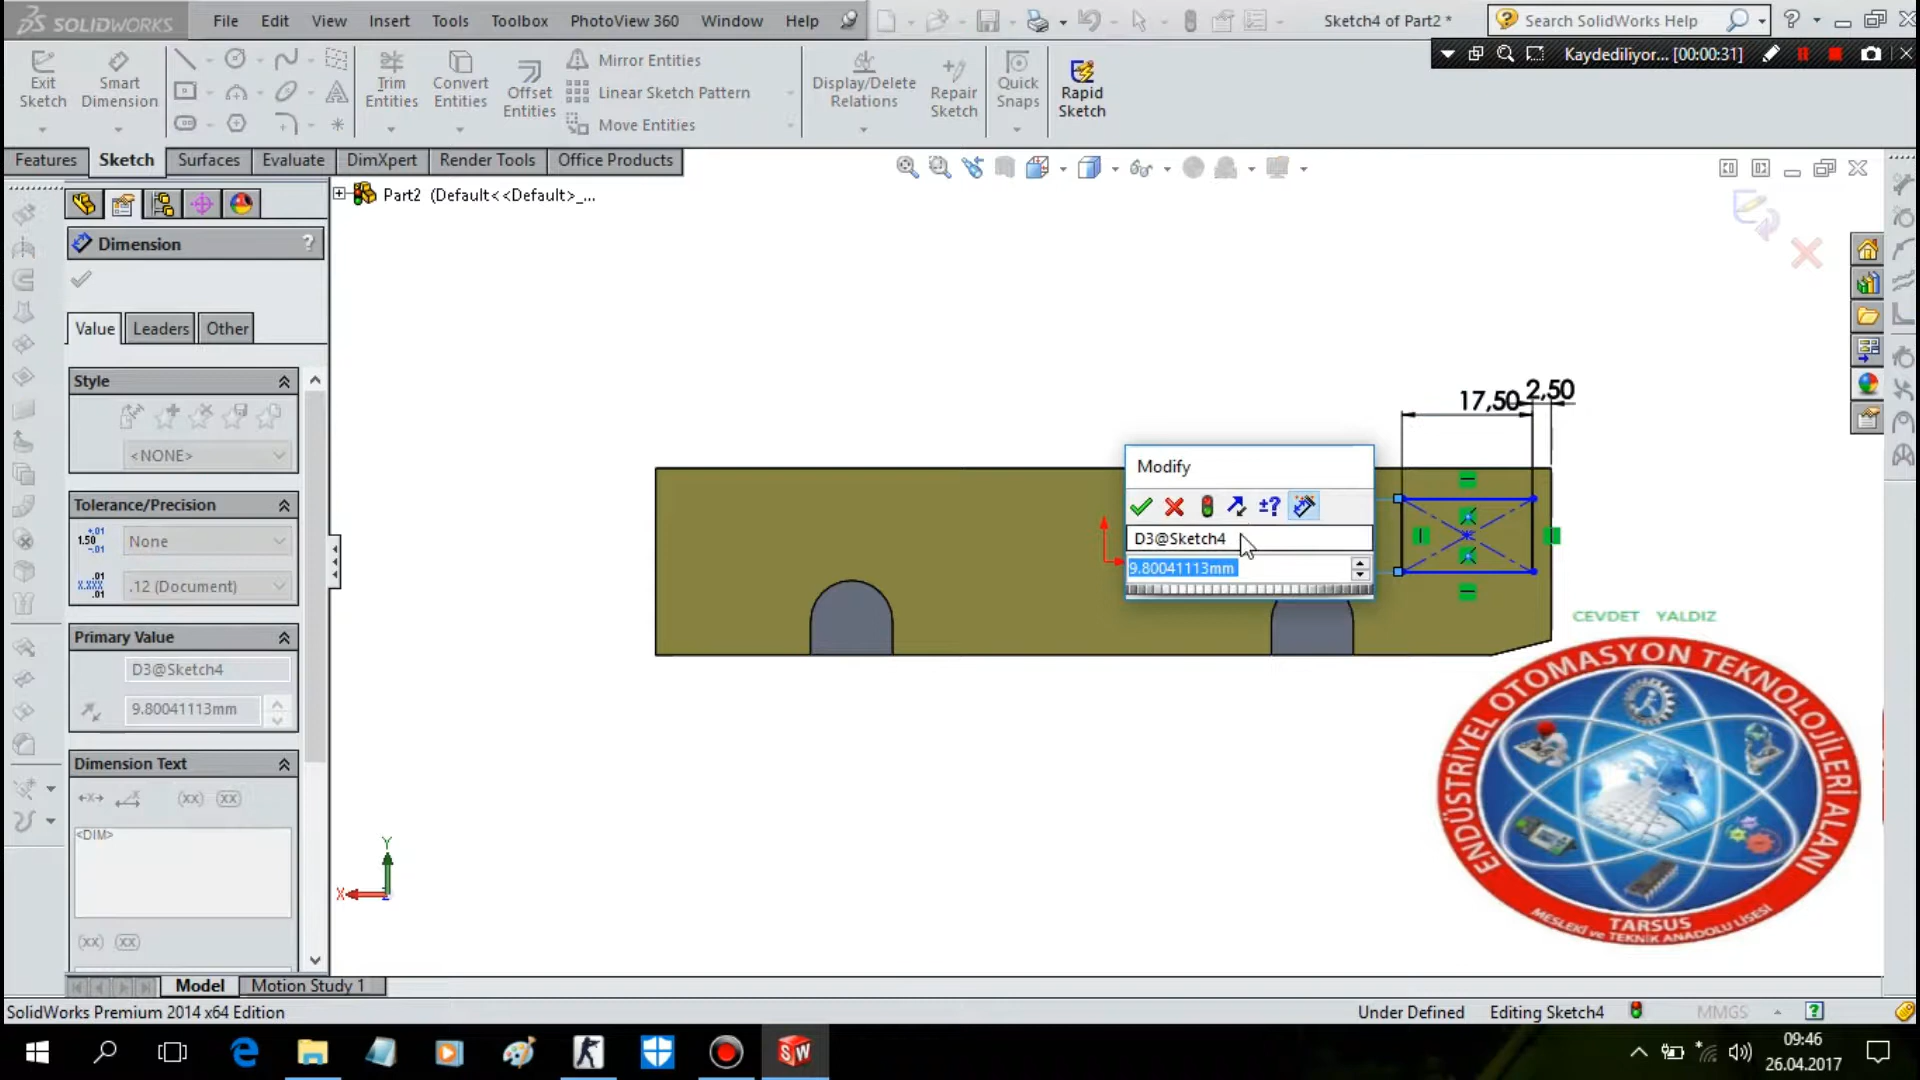 SOLIDWORKS File Edit View Insert Tools Toolbox PhotoView 360 Window Help Sketch4 of Part2 * Search SolidWorks Help
Kaydediliyor... [00:00:31]
Exit Sketch
Smart Dimension
Trim Entities
Convert Entities
Offset Entities
Mirror Entities
Linear Sketch Pattern
Move Entities
Display/Delete Relations
Repair Sketch
Quick Snaps
Rapid Sketch
Features Sketch Surfaces Evaluate DimXpert Render Tools Office Products
Part2 (Default<<Default>_...
Dimension ?
Value Leaders Other
Style
<NONE>
Tolerance/Precision
None
.12 (Document)
Primary Value
D3@Sketch4
9.80041113mm
Dimension Text
<DIM>
Modify
D3@Sketch4
9.80041113mm
17,50
2,50
Y
X
CEVDET YALDIZ
ENDÜSTRİYEL OTOMASYON TEKNOLOJİLERİ ALANI
TARSUS
MESLEKİ ve TEKNİK ANADOLU LİSESİ
Model Motion Study 1
SolidWorks Premium 2014 x64 Edition
Under Defined Editing Sketch4 MMGS
09:46
26.04.2017